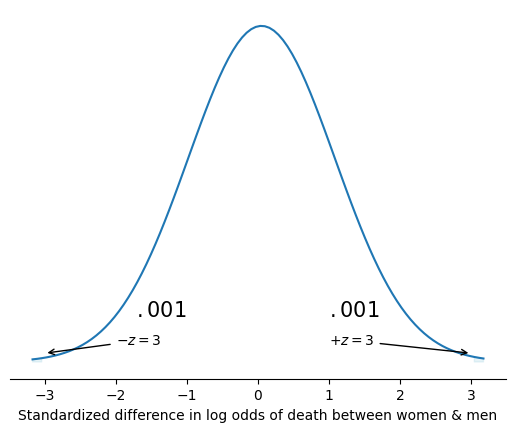 .001 .001
−z = 3 +z = 3
−3 −2 −1 0 1 2 3
Standardized difference in log odds of death between women & men